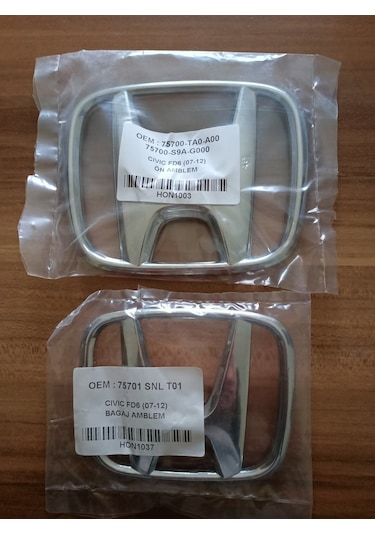 OEM : 75700-TA0-A00
75700-S9A-G000
CIVIC FD6 (07-12)
ON AMBLEM
HON1003
OEM : 75701 SNL T01
CIVIC FD6 (07-12)
BAGAJ AMBLEM
HON1037